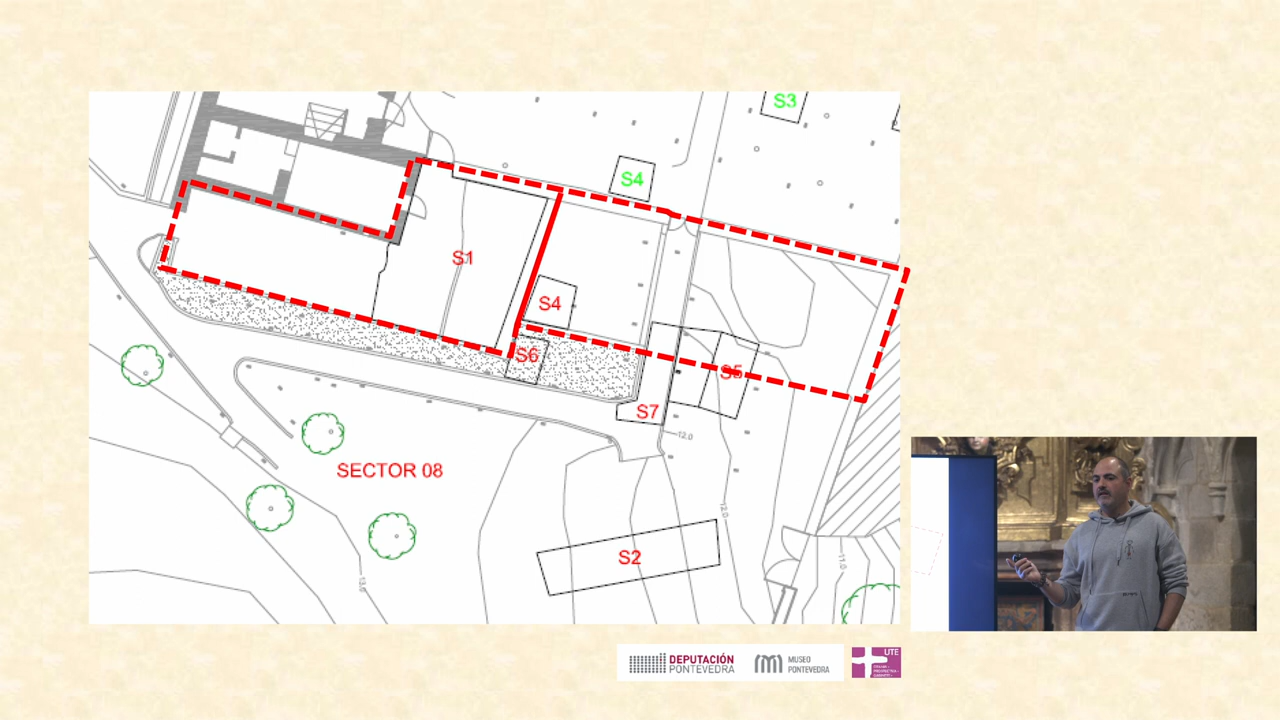 S3
S4
S1
S4
S6
S5
S7
12.0
SECTOR 08
12.0
S2
11.0
13.0
DEPUTACIÓN
PONTEVEDRA
MUSEO
PONTEVEDRA
UTE